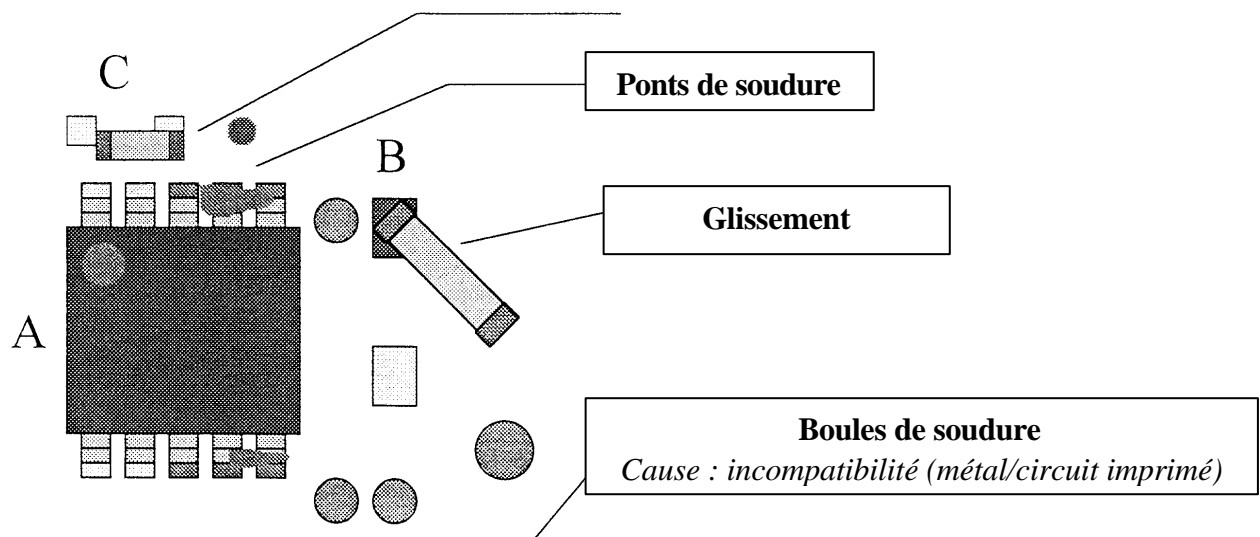 C
Ponts de soudure
B
Glissement
A
Boules de soudure
Cause : incompatibilité (métal/circuit imprimé)